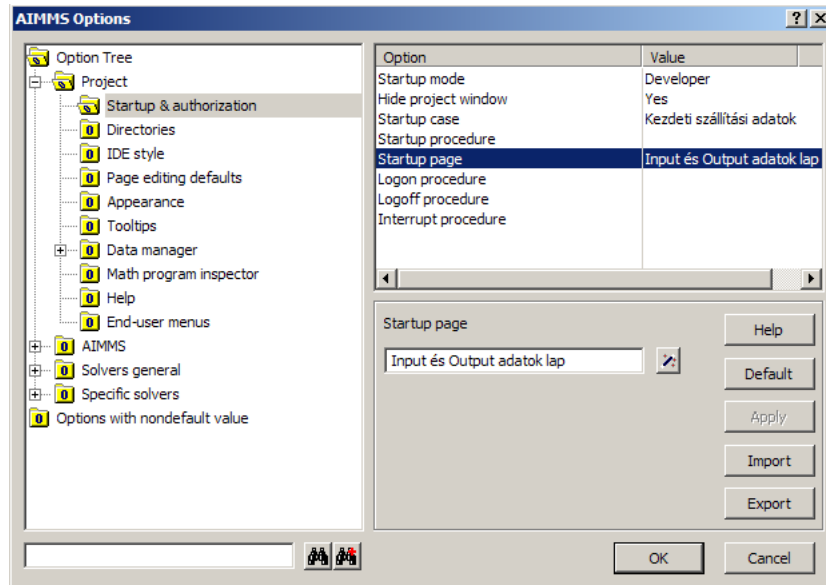 AIMMS Options
Option Tree
Project
Startup & authorization
Directories
IDE style
Page editing defaults
Appearance
Tooltips
Data manager
Math program inspector
Help
End-user menus
AIMMS
Solvers general
Specific solvers
Options with nondefault value
Option Value
Startup mode Developer
Hide project window Yes
Startup case Kezdeti szállítási adatok
Startup procedure
Startup page Input és Output adatok lap
Logon procedure
Logoff procedure
Interrupt procedure
Startup page
Input és Output adatok lap
Help
Default
Apply
Import
Export
OK Cancel